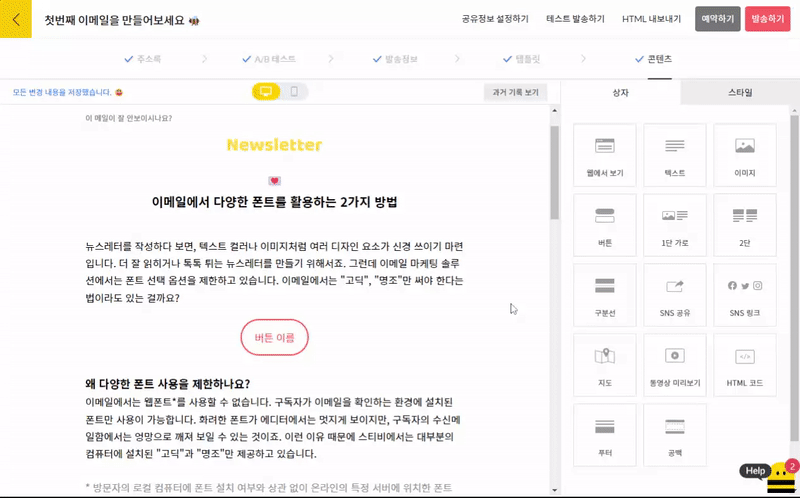 첫번째 이메일을 만들어보세요 🐝
공유정보 설정하기
테스트 발송하기
HTML 내보내기
예약하기
발송하기
주소록
A/B 테스트
발송정보
템플릿
콘텐츠
모든 변경 내용을 저장했습니다.
과거 기록 보기
상자
스타일
이 메일이 잘 안보이시나요?
Newsletter
💌
이메일에서 다양한 폰트를 활용하는 2가지 방법
뉴스레터를 작성하다 보면, 텍스트 컬러나 이미지처럼 여러 디자인 요소가 신경 쓰이기 마련
입니다. 더 잘 읽히거나 톡톡 튀는 뉴스레터를 만들기 위해서죠. 그런데 이메일 마케팅 솔루
션에서는 폰트 선택 옵션을 제한하고 있습니다. 이메일에서는 "고딕", "명조"만 써야 한다는
법이라도 있는 걸까요?
버튼 이름
왜 다양한 폰트 사용을 제한하나요?
이메일에서는 웹폰트*를 사용할 수 없습니다. 구독자가 이메일을 확인하는 환경에 설치된
폰트만 사용이 가능합니다. 화려한 폰트가 에디터에서는 멋지게 보이지만, 구독자의 수신메
일함에서는 엉망으로 깨져 보일 수 있는 것이죠. 이런 이유 때문에 스티비에서는 대부분의
컴퓨터에 설치된 "고딕"과 "명조"만 제공하고 있습니다.
* 방문자의 로컬 컴퓨터에 폰트 설치 여부와 상관 없이 온라인의 특정 서버에 위치한 폰트
웹에서 보기
텍스트
이미지
버튼
1단 가로
2단
구분선
SNS 공유
SNS 링크
지도
동영상 미리보기
HTML 코드
푸터
공백
Help
2